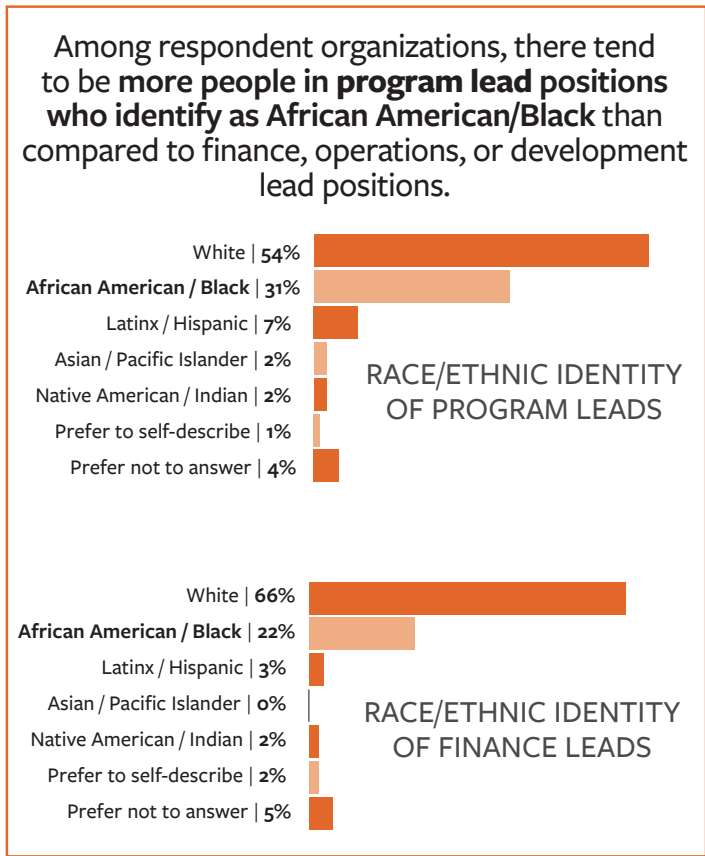 Among respondent organizations, there tend
to be more people in program lead positions
who identify as African American/Black than
compared to finance, operations, or development
lead positions.
White | 54%
African American / Black | 31%
Latinx / Hispanic | 7%
Asian / Pacific Islander | 2%
Native American / Indian | 2%
Prefer to self-describe | 1%
Prefer not to answer | 4%
RACE/ETHNIC IDENTITY
OF PROGRAM LEADS
White | 66%
African American / Black | 22%
Latinx / Hispanic | 3%
Asian / Pacific Islander | 0%
Native American / Indian | 2%
Prefer to self-describe | 2%
Prefer not to answer | 5%
RACE/ETHNIC IDENTITY
OF FINANCE LEADS